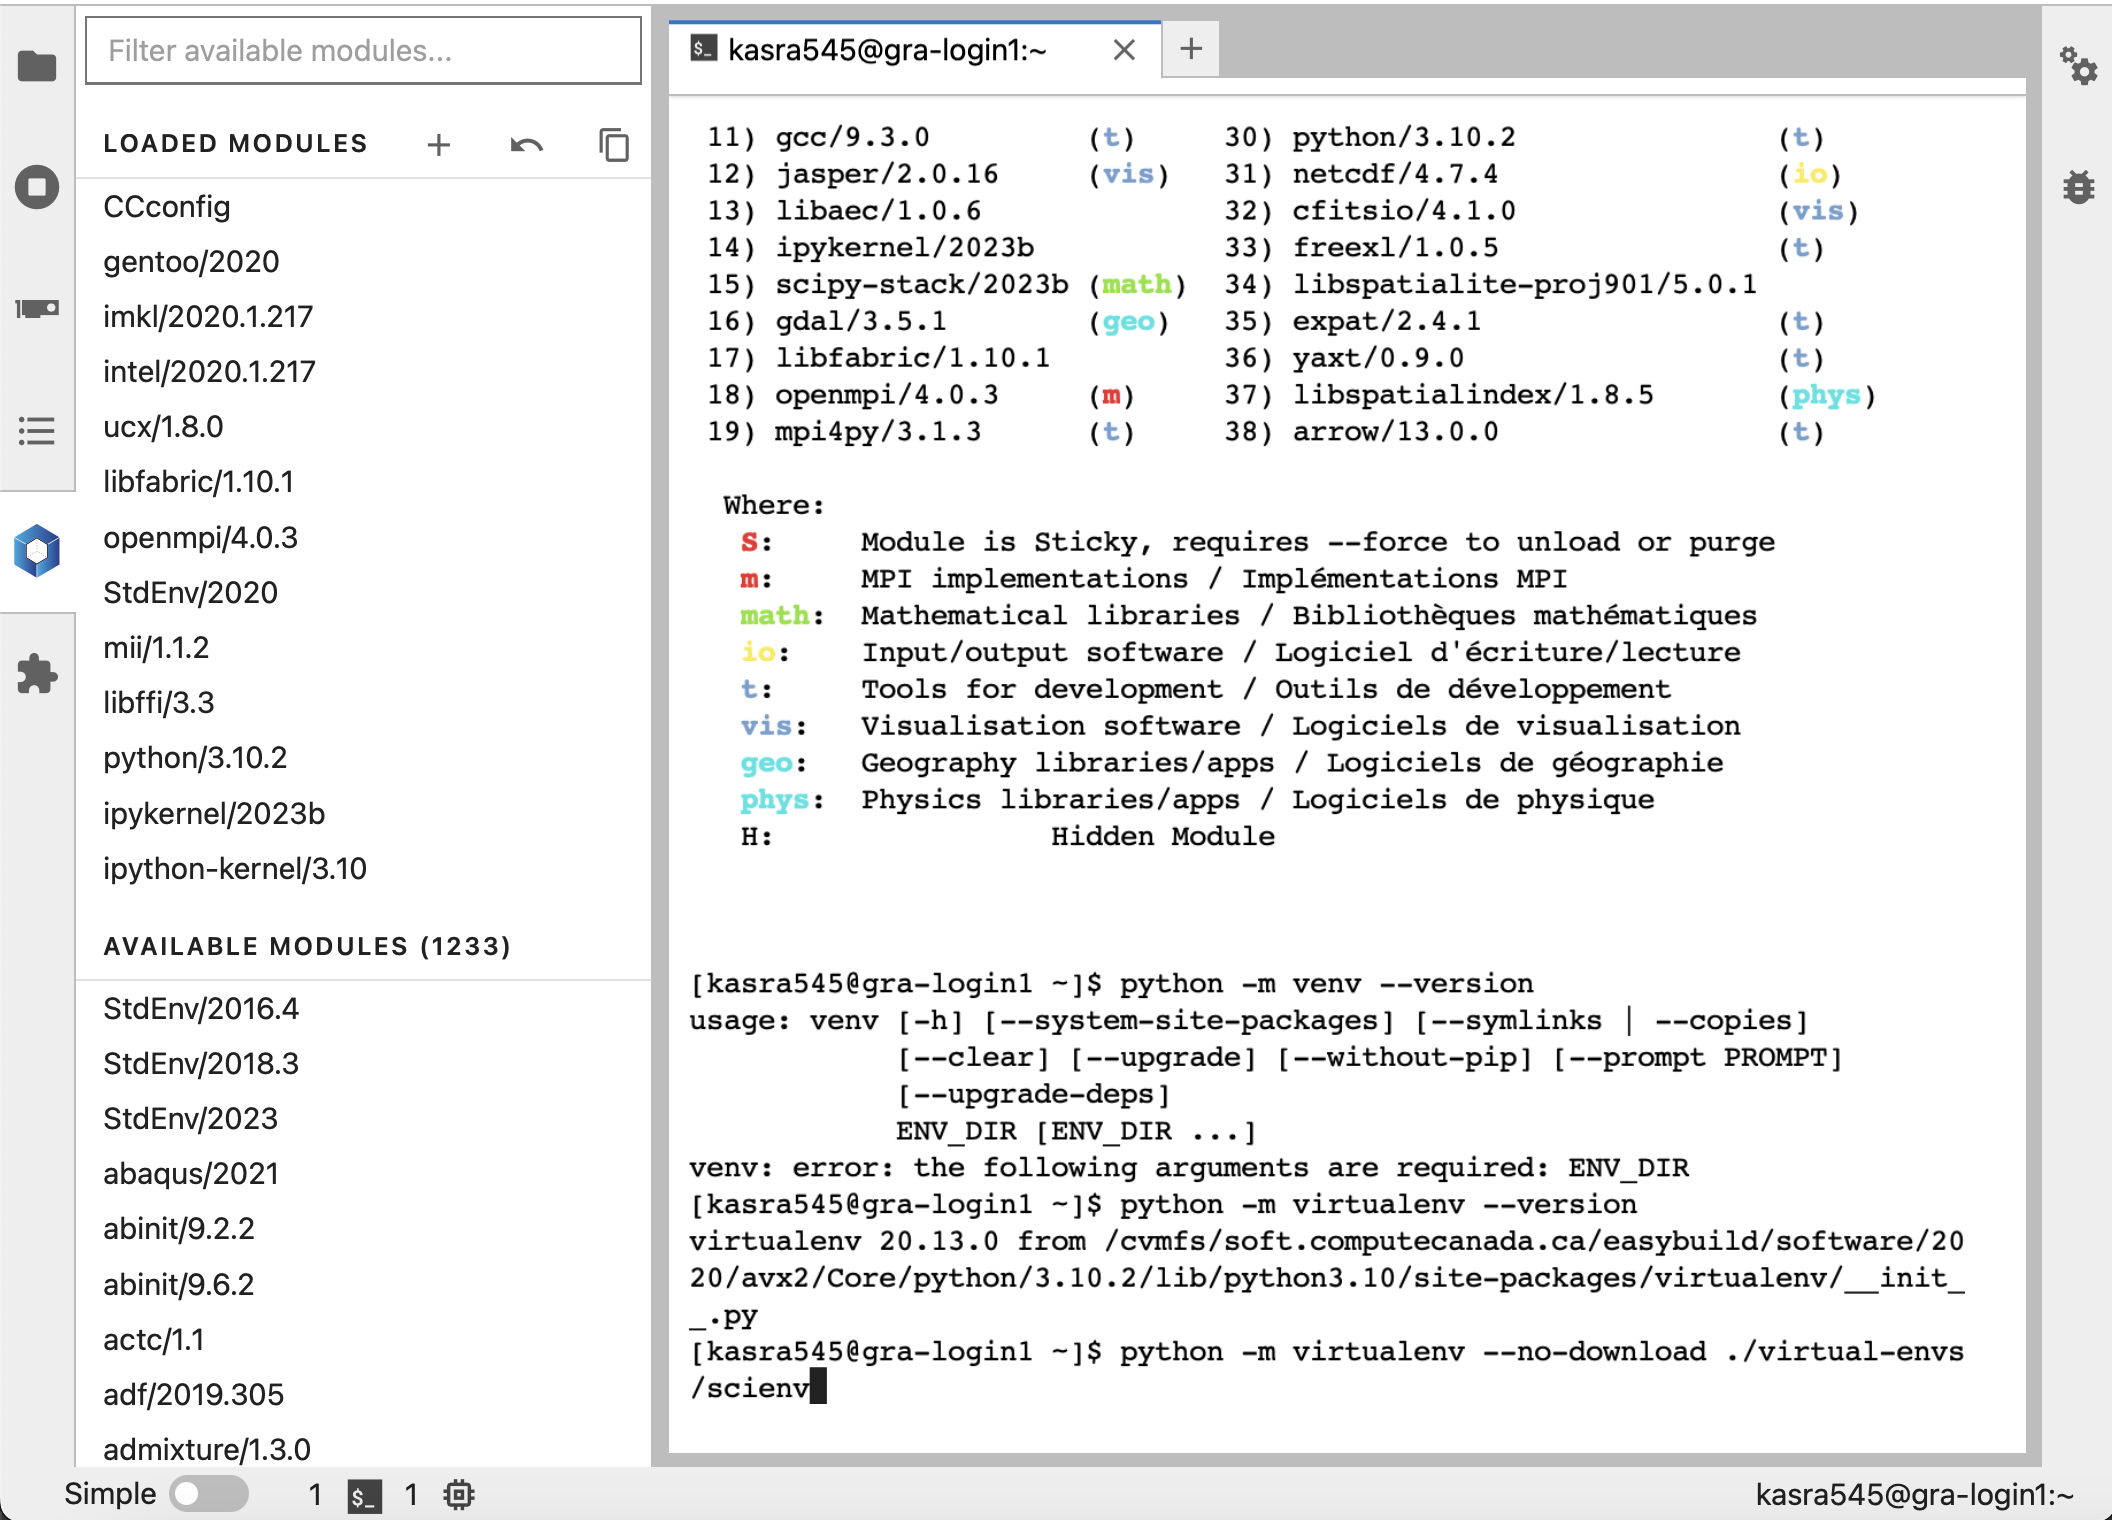 Filter available modules...
LOADED MODULES
CCconfig
gentoo/2020
imkl/2020.1.217
intel/2020.1.217
ucx/1.8.0
libfabric/1.10.1
openmpi/4.0.3
StdEnv/2020
mii/1.1.2
libffi/3.3
python/3.10.2
ipykernel/2023b
ipython-kernel/3.10
AVAILABLE MODULES (1233)
StdEnv/2016.4
StdEnv/2018.3
StdEnv/2023
abaqus/2021
abinit/9.2.2
abinit/9.6.2
actc/1.1
adf/2019.305
admixture/1.3.0
$_ kasra545@gra-login1:~
11) gcc/9.3.0 (t) 30) python/3.10.2 (t)
12) jasper/2.0.16 (vis) 31) netcdf/4.7.4 (io)
13) libaec/1.0.6 32) cfitsio/4.1.0 (vis)
14) ipykernel/2023b 33) freexl/1.0.5 (t)
15) scipy-stack/2023b (math) 34) libspatialite-proj901/5.0.1
16) gdal/3.5.1 (geo) 35) expat/2.4.1 (t)
17) libfabric/1.10.1 36) yaxt/0.9.0 (t)
18) openmpi/4.0.3 (m) 37) libspatialindex/1.8.5 (phys)
19) mpi4py/3.1.3 (t) 38) arrow/13.0.0 (t)
Where:
S: Module is Sticky, requires --force to unload or purge
m: MPI implementations / Implémentations MPI
math: Mathematical libraries / Bibliothèques mathématiques
io: Input/output software / Logiciel d'écriture/lecture
t: Tools for development / Outils de développement
vis: Visualisation software / Logiciels de visualisation
geo: Geography libraries/apps / Logiciels de géographie
phys: Physics libraries/apps / Logiciels de physique
H: Hidden Module
[kasra545@gra-login1 ~]$ python -m venv --version
usage: venv [-h] [--system-site-packages] [--symlinks | --copies]
[--clear] [--upgrade] [--without-pip] [--prompt PROMPT]
[--upgrade-deps]
ENV_DIR [ENV_DIR ...]
venv: error: the following arguments are required: ENV_DIR
[kasra545@gra-login1 ~]$ python -m virtualenv --version
virtualenv 20.13.0 from /cvmfs/soft.computecanada.ca/easybuild/software/20
20/avx2/Core/python/3.10.2/lib/python3.10/site-packages/virtualenv/__init_
_.py
[kasra545@gra-login1 ~]$ python -m virtualenv --no-download ./virtual-envs
/scienv
Simple 1 $_ 1 kasra545@gra-login1:~